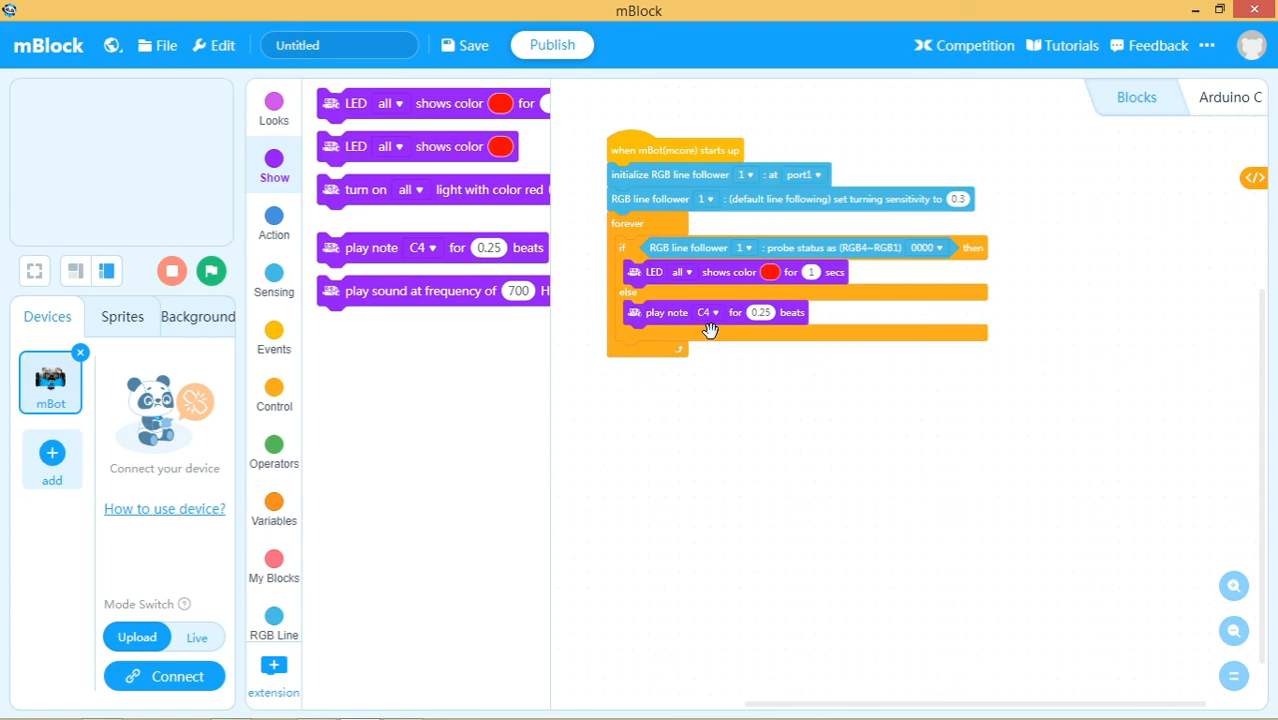 mBlock
mBlock File Edit Untitled Save Publish Competition Tutorials Feedback
Looks
Show
Action
Sensing
Events
Control
Operators
Variables
My Blocks
RGB Line
extension
LED all shows color for
LED all shows color
turn on all light with color red
play note C4 for 0.25 beats
play sound at frequency of 700 H
Blocks Arduino C
when mBot(mcore) starts up
initialize RGB line follower 1 : at port1
RGB line follower 1 : (default line following) set turning sensitivity to 0.3
forever
if RGB line follower 1 : probe status as (RGB4~RGB1) 0000 then
LED all shows color for 1 secs
else
play note C4 for 0.25 beats
Devices Sprites Background
mBot
add
Connect your device
How to use device?
Mode Switch ?
Upload Live
Connect